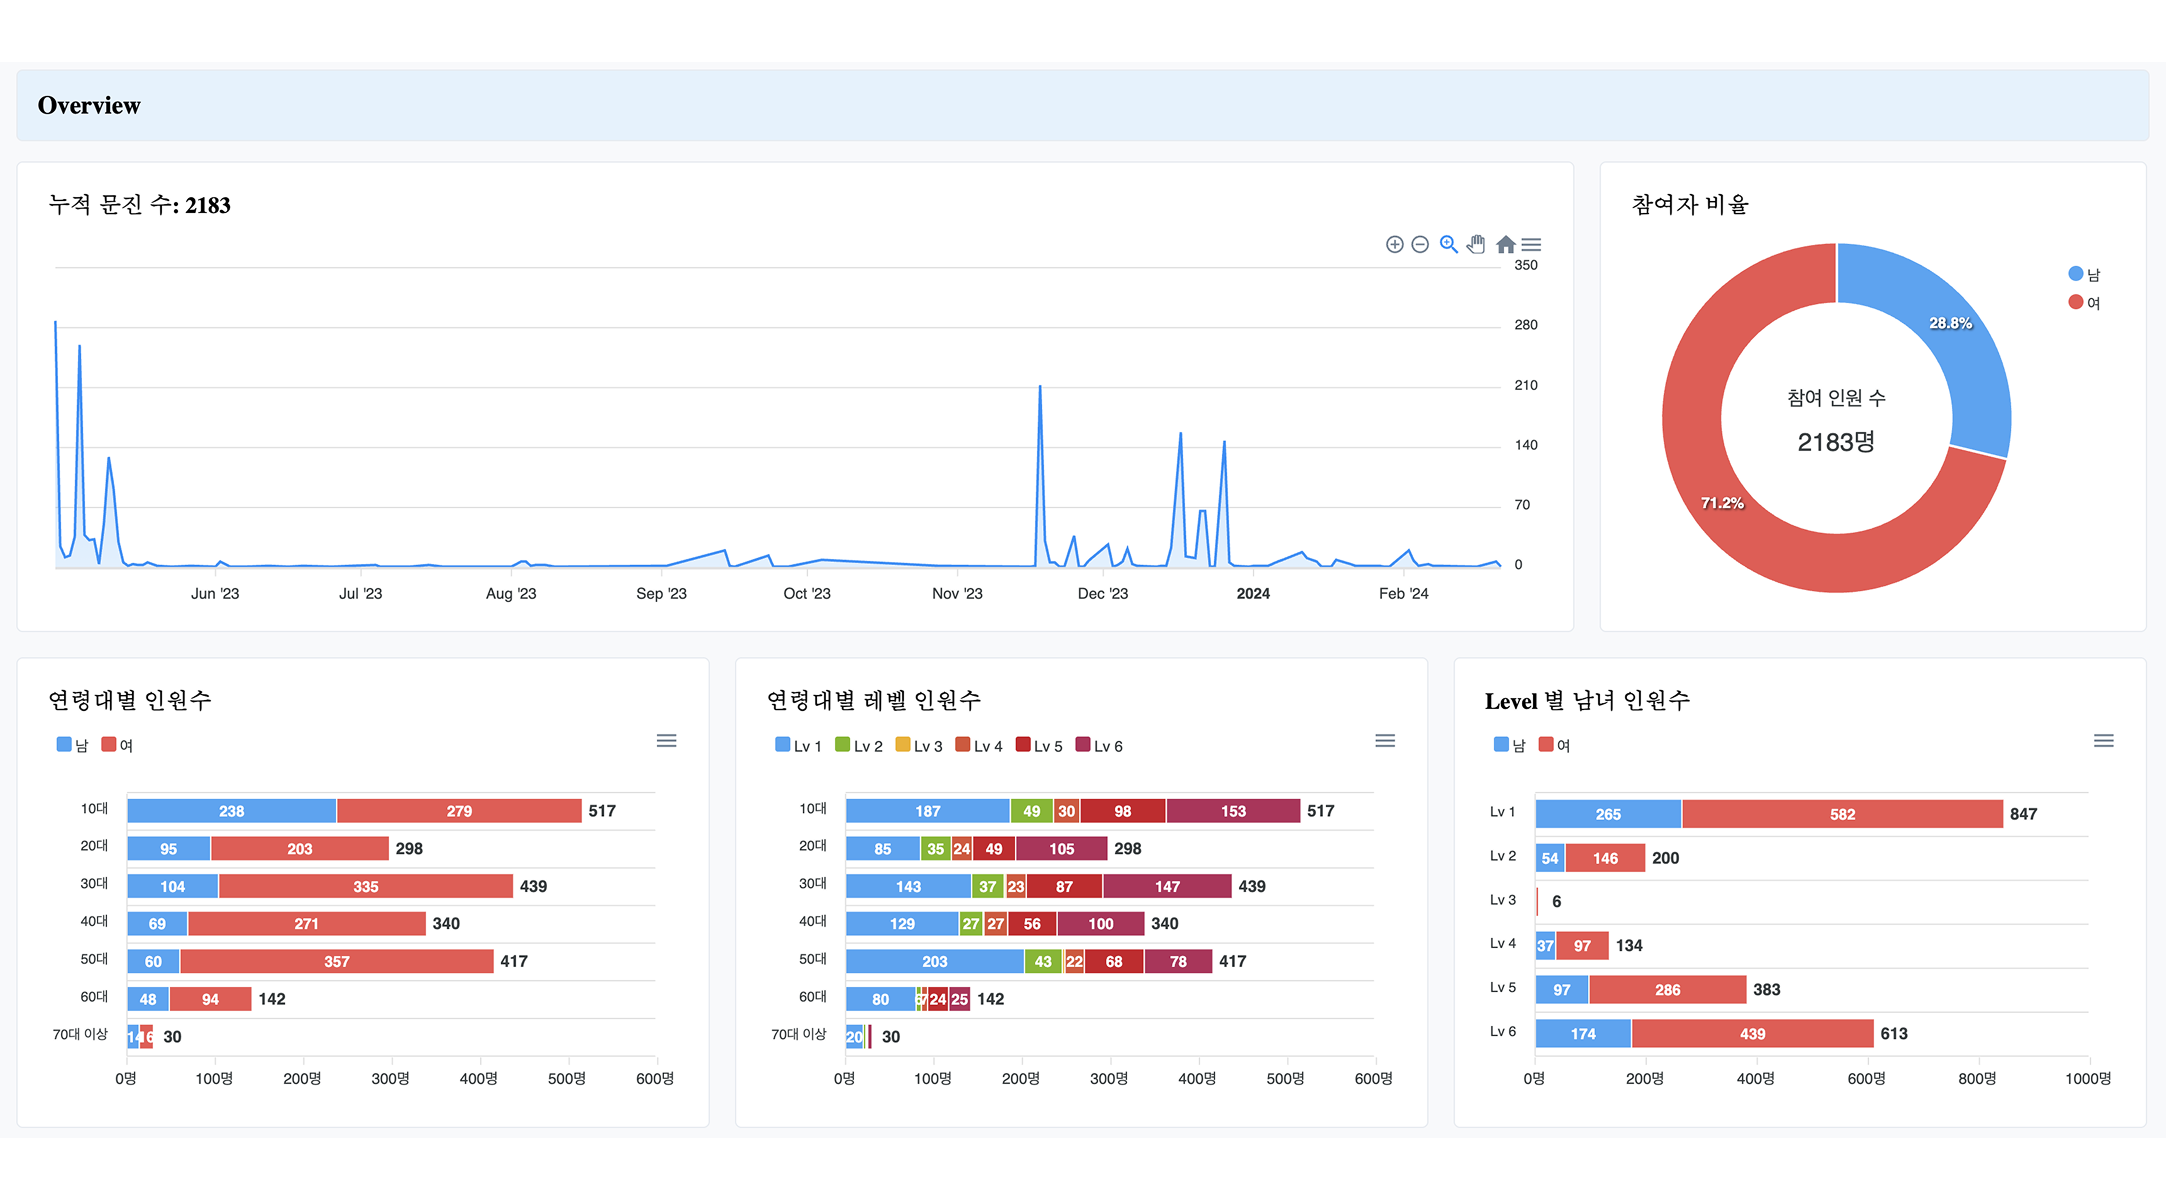 Overview
누적 문진 수: 2183
350
280
210
140
70
0
Jun '23
Jul '23
Aug '23
Sep '23
Oct '23
Nov '23
Dec '23
2024
Feb '24
참여자 비율
남
여
28.8%
71.2%
참여 인원 수
2183명
연령대별 인원수
남 여
10대 238 279 517
20대 95 203 298
30대 104 335 439
40대 69 271 340
50대 60 357 417
60대 48 94 142
70대 이상 14 16 30
0명 100명 200명 300명 400명 500명 600명
연령대별 레벨 인원수
Lv 1 Lv 2 Lv 3 Lv 4 Lv 5 Lv 6
10대 187 49 30 98 153 517
20대 85 35 24 49 105 298
30대 143 37 23 87 147 439
40대 129 27 27 56 100 340
50대 203 43 22 68 78 417
60대 80 7 24 25 142
70대 이상 20 30
0명 100명 200명 300명 400명 500명 600명
Level 별 남녀 인원수
남 여
Lv 1 265 582 847
Lv 2 54 146 200
Lv 3 6
Lv 4 37 97 134
Lv 5 97 286 383
Lv 6 174 439 613
0명 200명 400명 600명 800명 1000명